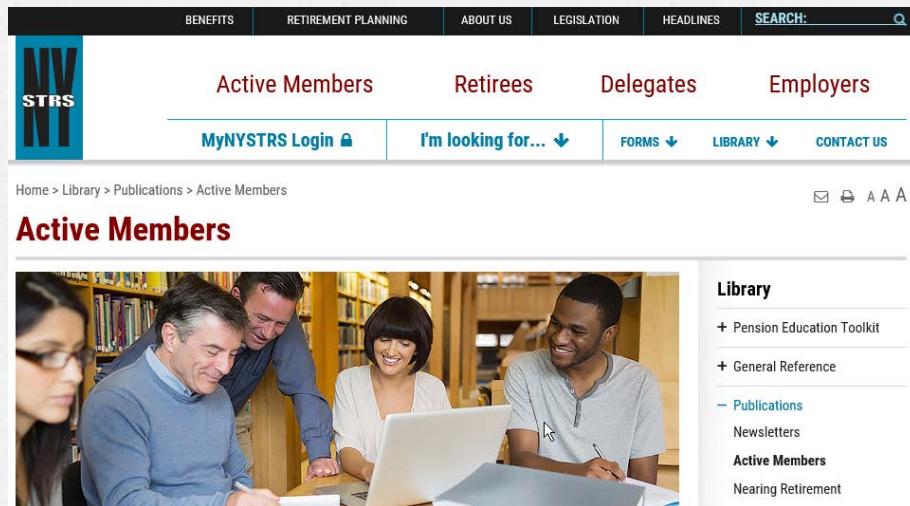 BENEFITS RETIREMENT PLANNING ABOUT US LEGISLATION HEADLINES SEARCH:
NY
STRS
Active Members Retirees Delegates Employers
MyNYSTRS Login I'm looking for... FORMS LIBRARY CONTACT US
Home > Library > Publications > Active Members
A A A
Active Members
Library
+ Pension Education Toolkit
+ General Reference
− Publications
Newsletters
Active Members
Nearing Retirement